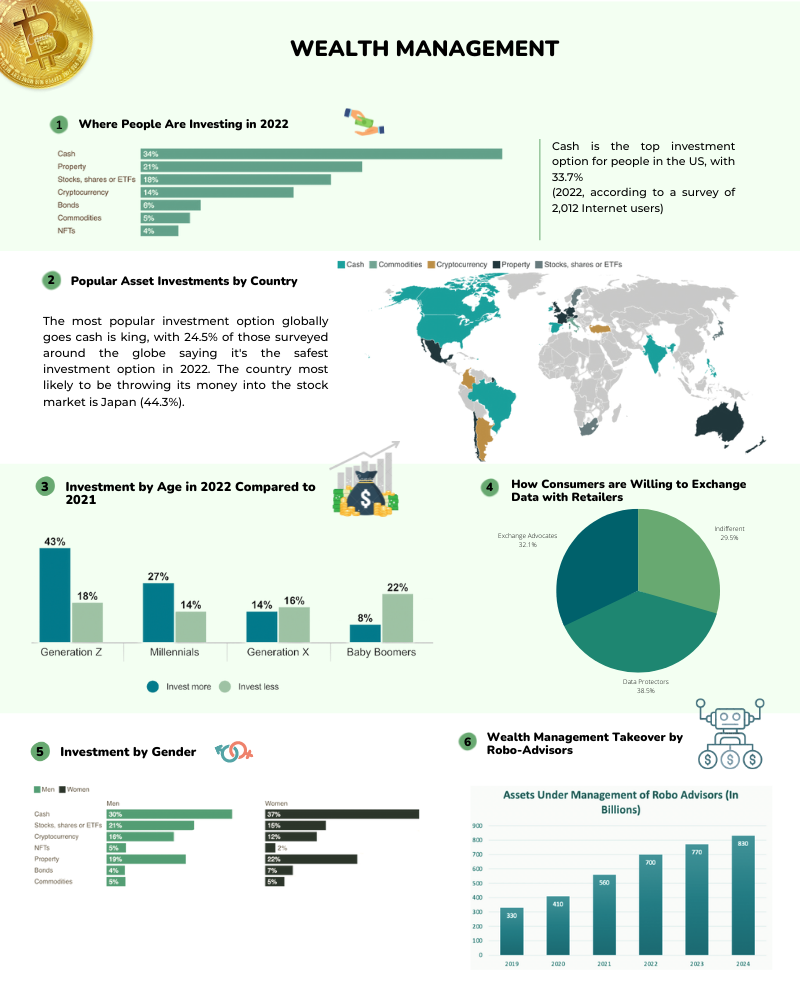 WEALTH MANAGEMENT
1
Where People Are Investing in 2022
Cash 34%
Property 21%
Stocks, shares or ETFs 18%
Cryptocurrency 14%
Bonds 6%
Commodities 5%
NFTs 4%
Cash is the top investment
option for people in the US, with
33.7%
(2022, according to a survey of
2,012 Internet users)
2
Popular Asset Investments by Country
The most popular investment option globally
goes cash is king, with 24.5% of those surveyed
around the globe saying it's the safest
investment option in 2022. The country most
likely to be throwing its money into the stock
market is Japan (44.3%).
Cash Commodities Cryptocurrency Property Stocks, shares or ETFs
3
Investment by Age in 2022 Compared to
2021
43% 18% 27% 14% 14% 16% 8% 22%
Generation Z Millennials Generation X Baby Boomers
Invest more Invest less
4
How Consumers are Willing to Exchange
Data with Retailers
Exchange Advocates
32.1%
Indifferent
29.5%
Data Protectors
38.5%
5
Investment by Gender
Men Women
Men Women
Cash 30% 37%
Stocks, shares or ETFs 21% 15%
Cryptocurrency 16% 12%
NFTs 5% 2%
Property 19% 22%
Bonds 4% 7%
Commodities 5% 5%
6
Wealth Management Takeover by
Robo-Advisors
Assets Under Management of Robo Advisors (In
Billions)
900
800
700
600
500
400
300
200
100
0
330 410 560 700 770 830
2019 2020 2021 2022 2023 2024